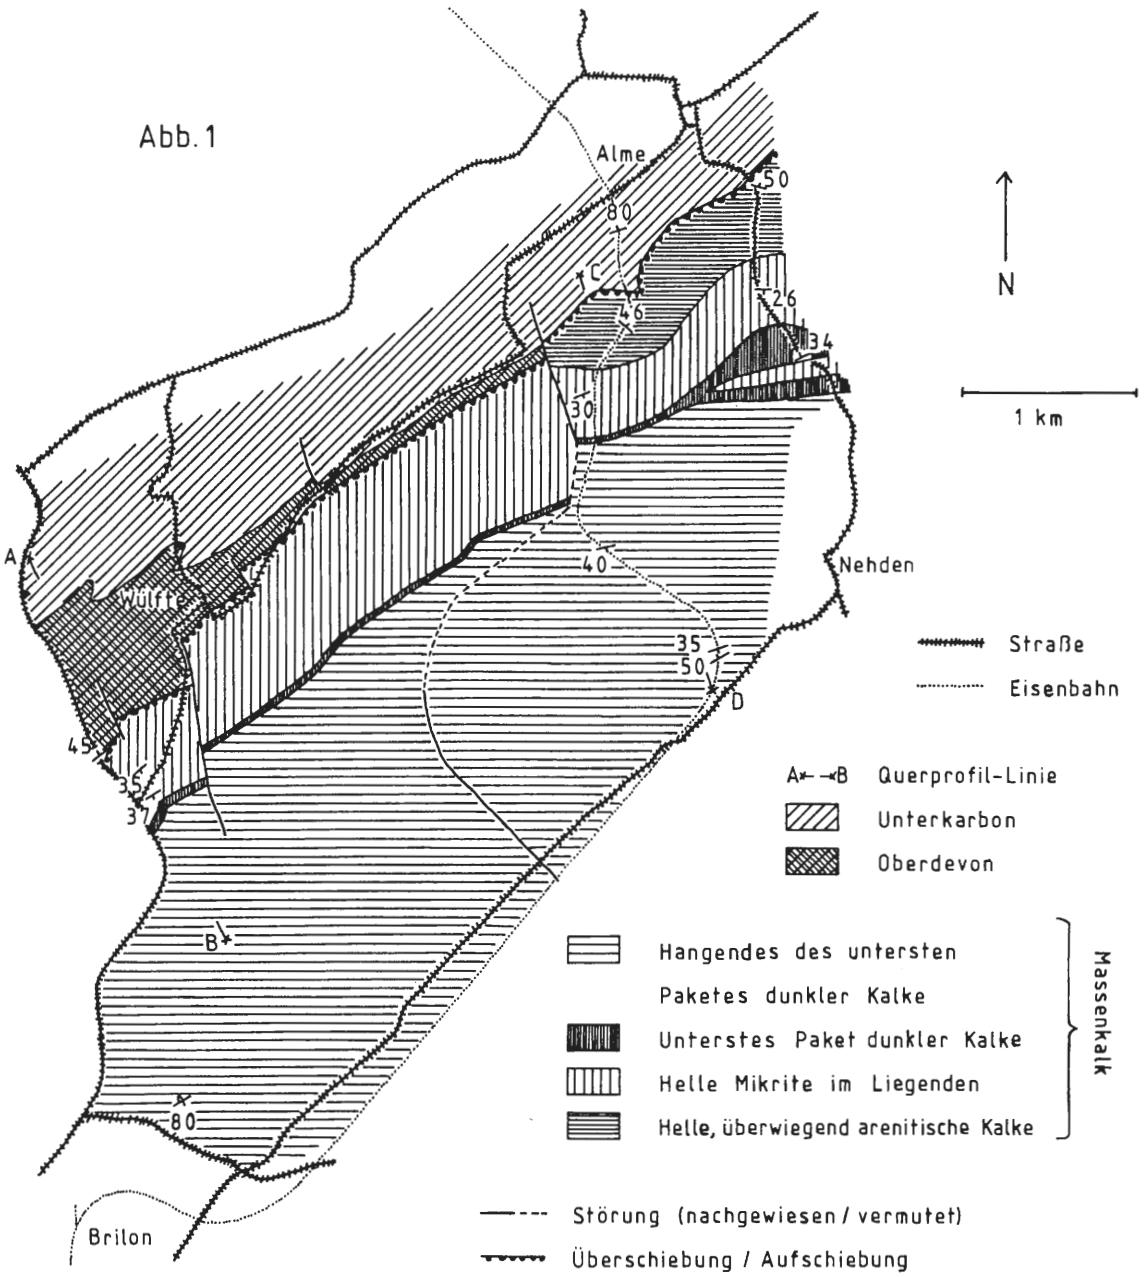 Abb. 1
Alme
50
80
C
N
46
26
34
1 km
30
A
40
Nehden
Wülfte
35
50
D
Straße
Eisenbahn
45
35
37
A B Querprofil-Linie
Unterkarbon
Oberdevon
B
Hangendes des untersten
Paketes dunkler Kalke
Unterstes Paket dunkler Kalke
Helle Mikrite im Liegenden
Helle, überwiegend arenitische Kalke
Massenkalk
80
Brilon
Störung (nachgewiesen / vermutet)
Überschiebung / Aufschiebung